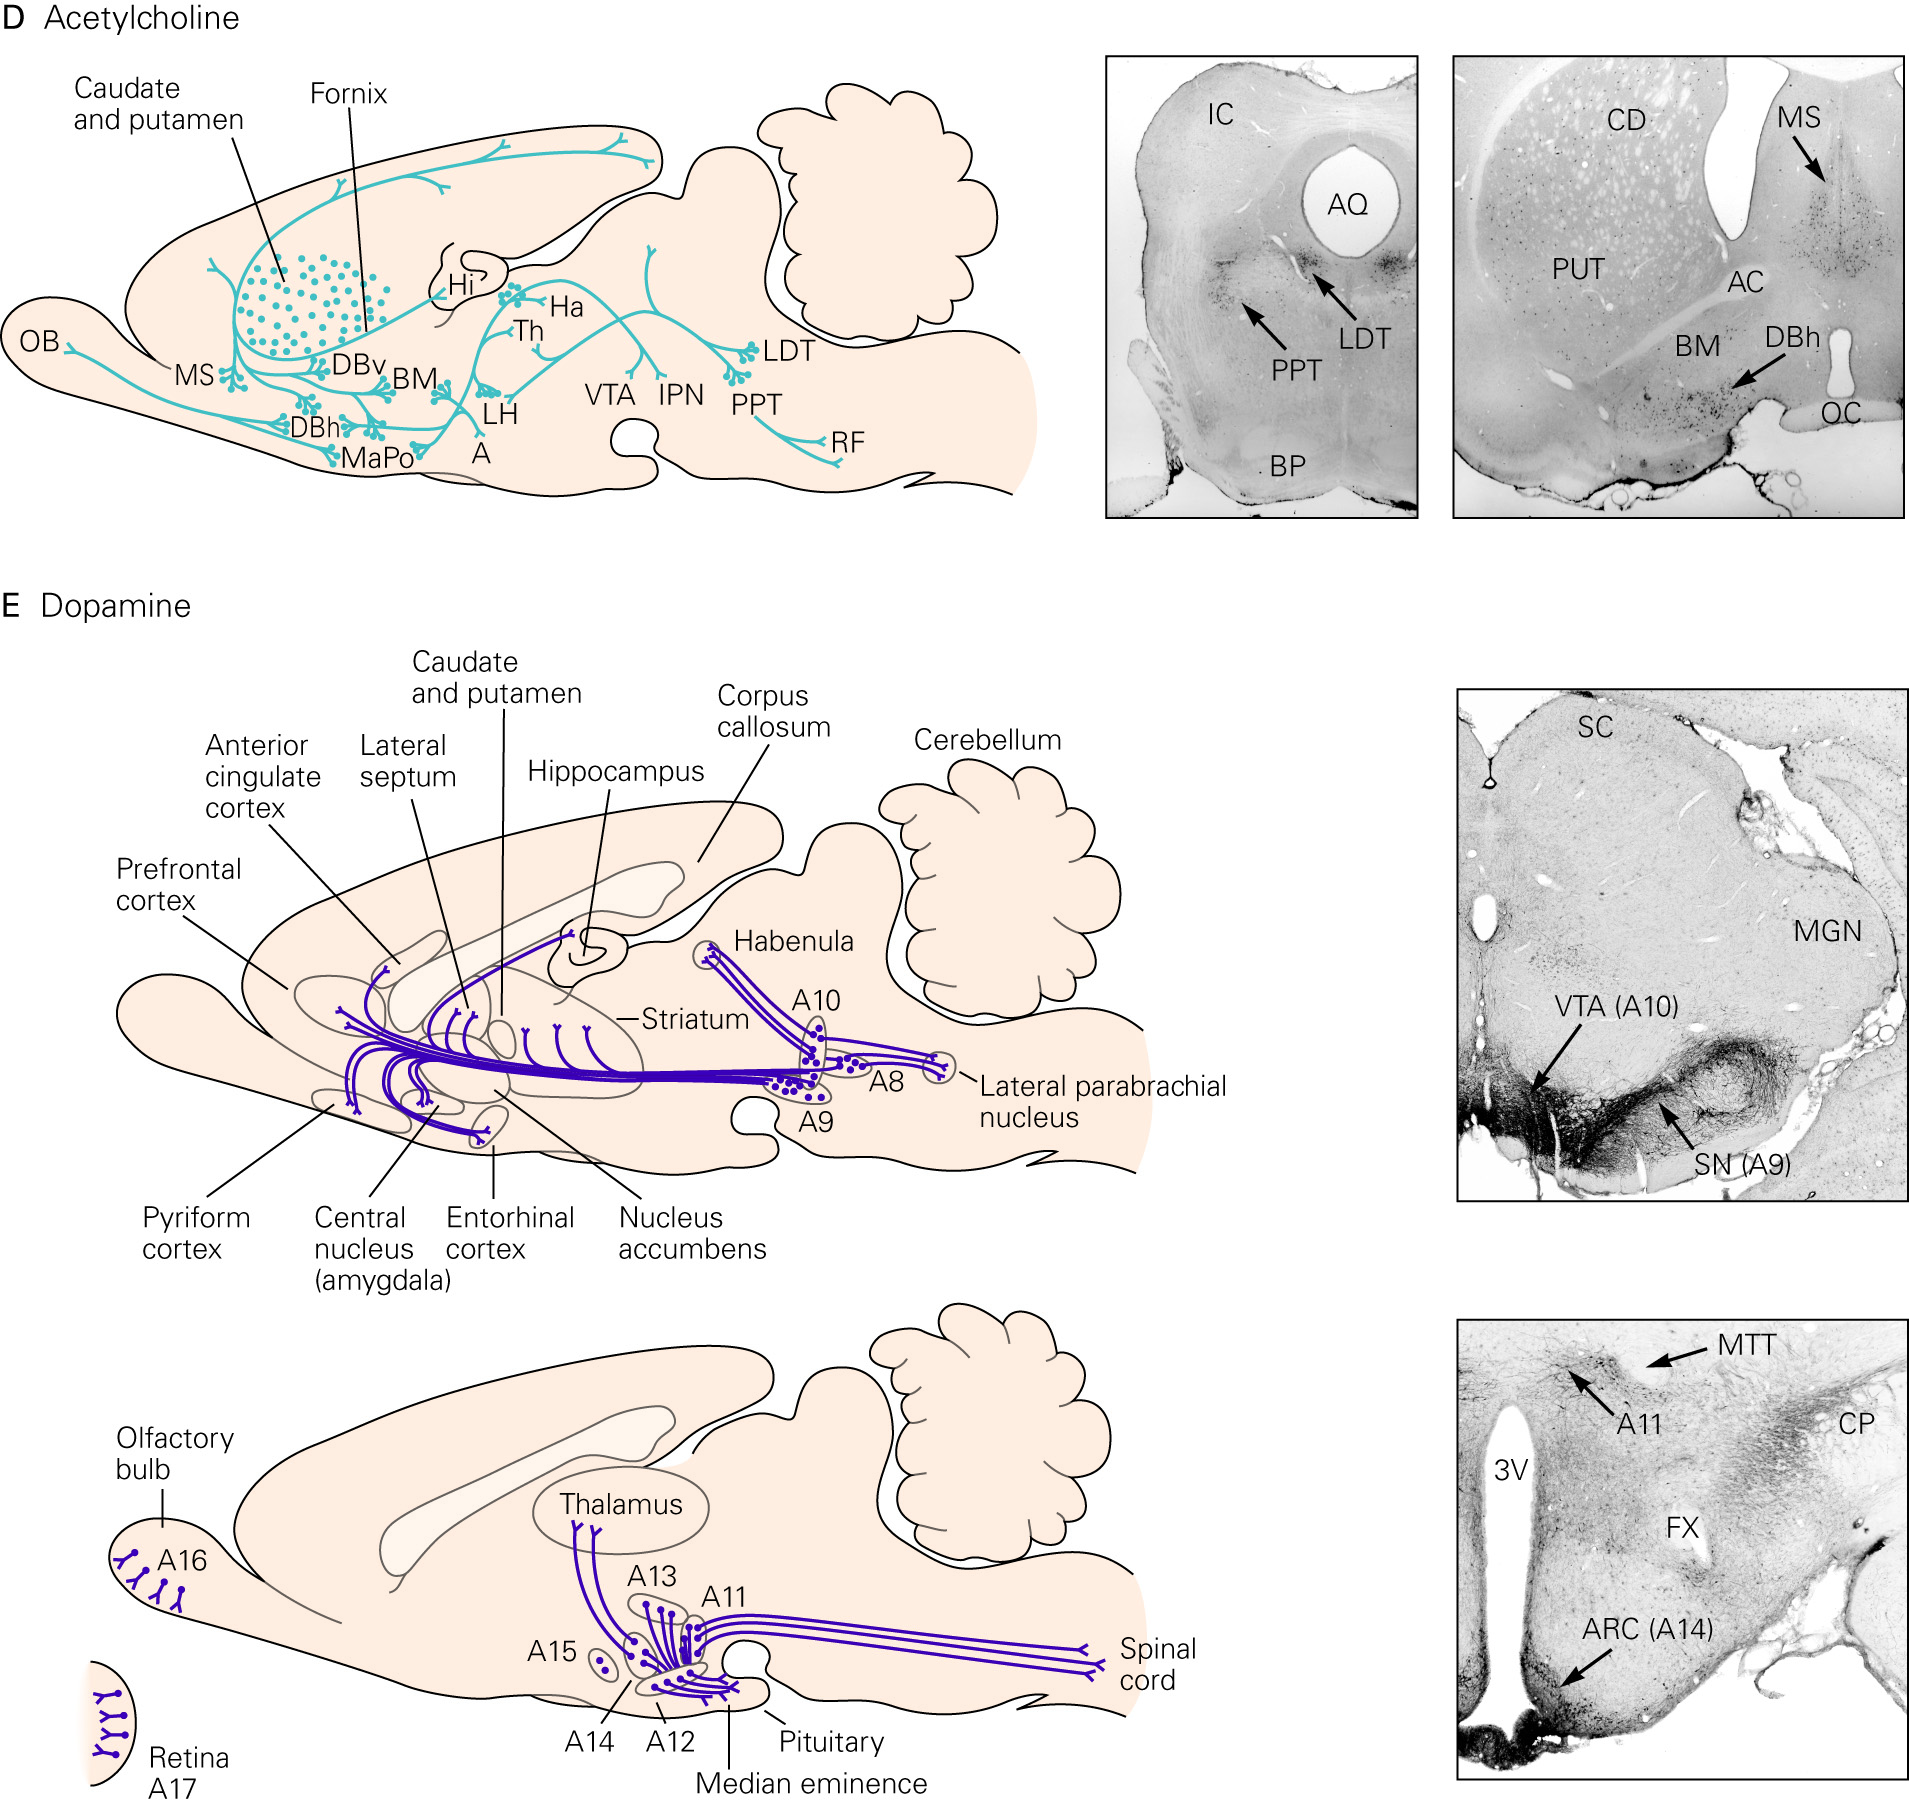 D Acetylcholine
Caudate
and putamen
Fornix
Hi
Ha
Th
OB
MS
DBv
BM
DBh
MaPo
LH
A
VTA
IPN
PPT
LDT
RF
IC
AQ
LDT
PPT
BP
CD
MS
PUT
AC
BM
DBh
OC
E Dopamine
Caudate
and putamen
Corpus
callosum
Anterior
cingulate
cortex
Lateral
septum
Hippocampus
Cerebellum
Prefrontal
cortex
Habenula
A10
Striatum
A8
A9
Lateral parabrachial
nucleus
Pyriform
cortex
Central
nucleus
(amygdala)
Entorhinal
cortex
Nucleus
accumbens
SC
MGN
VTA (A10)
SN (A9)
Olfactory
bulb
Thalamus
A16
A13
A11
A15
A14
A12
Spinal
cord
Pituitary
Median eminence
Retina
A17
MTT
A11
CP
3V
FX
ARC (A14)